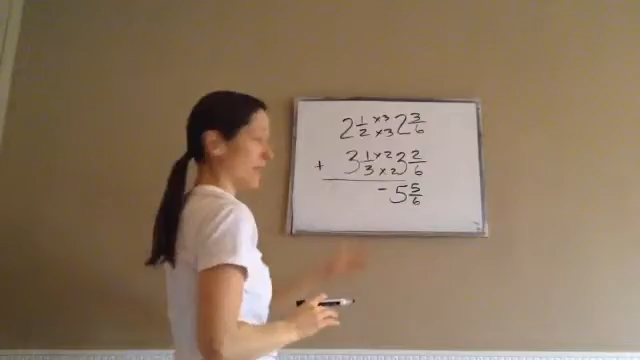 2 1/2 ×3 ×3 2 3/6
+ 3 1/3 ×2 ×2 3 2/6
- 5 5/6